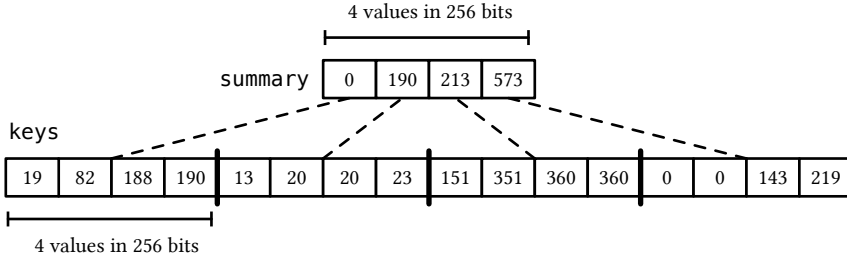 4 values in 256 bits
summary 0 190 213 573
keys
19 82 188 190 13 20 20 23 151 351 360 360 0 0 143 219
4 values in 256 bits